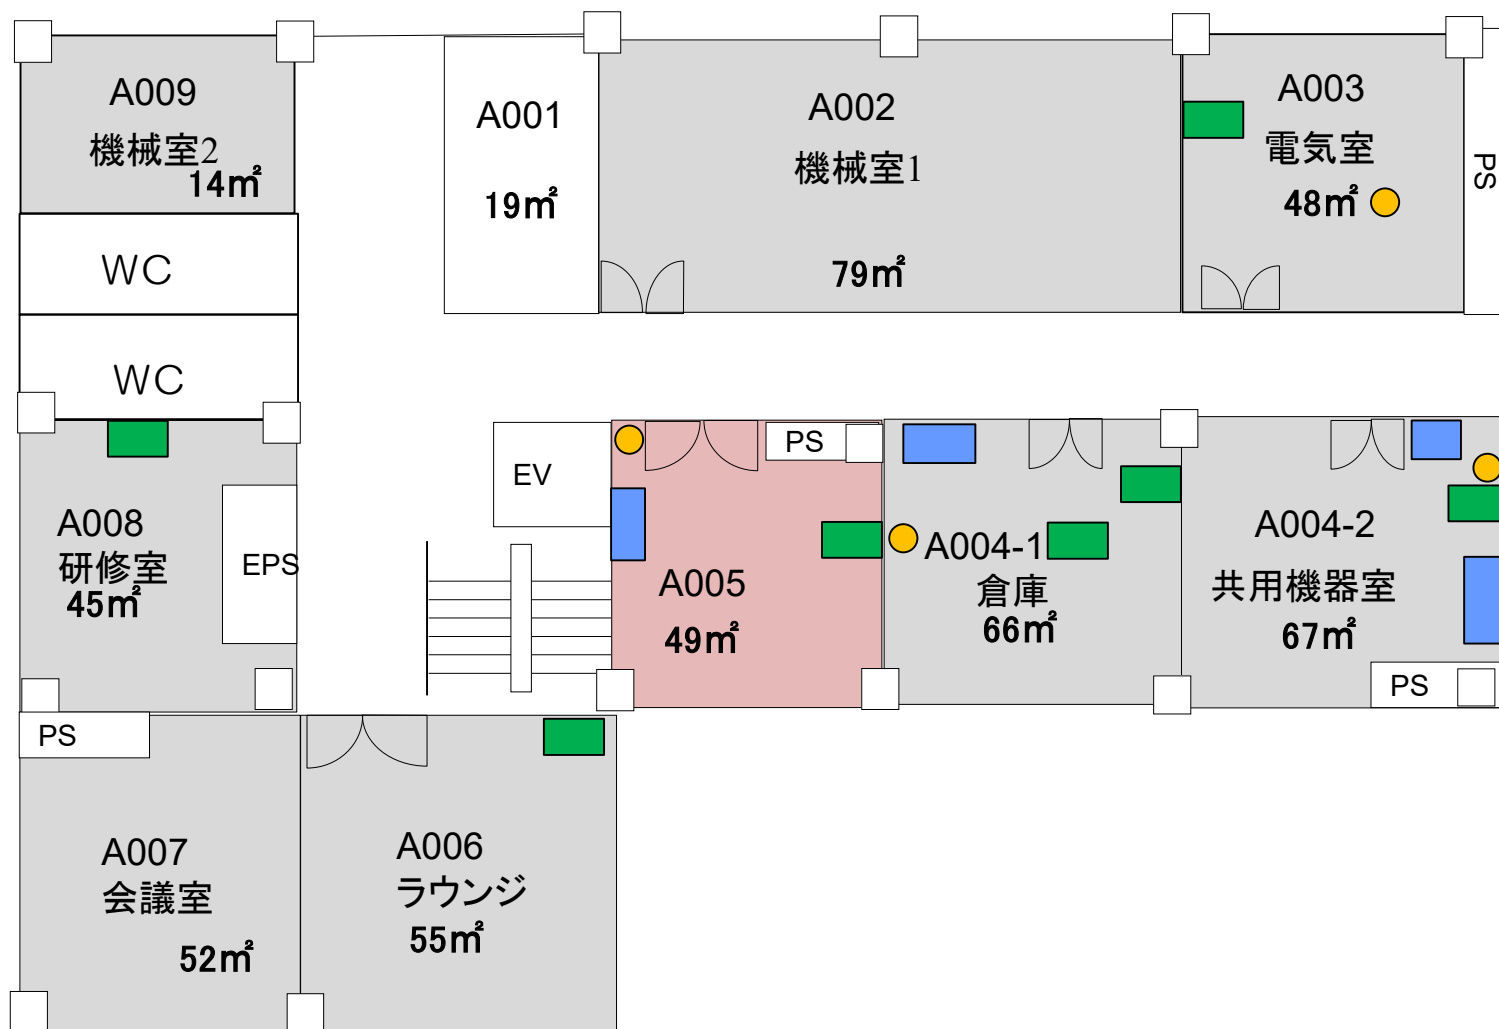 A009
機械室2
14㎡
A001
19㎡
A002
機械室1
79㎡
A003
電気室
48㎡
PS
WC
WC
EV
PS
A008
研修室
45㎡
EPS
A005
49㎡
A004-1
倉庫
66㎡
A004-2
共用機器室
67㎡
PS
PS
A007
会議室
52㎡
A006
ラウンジ
55㎡